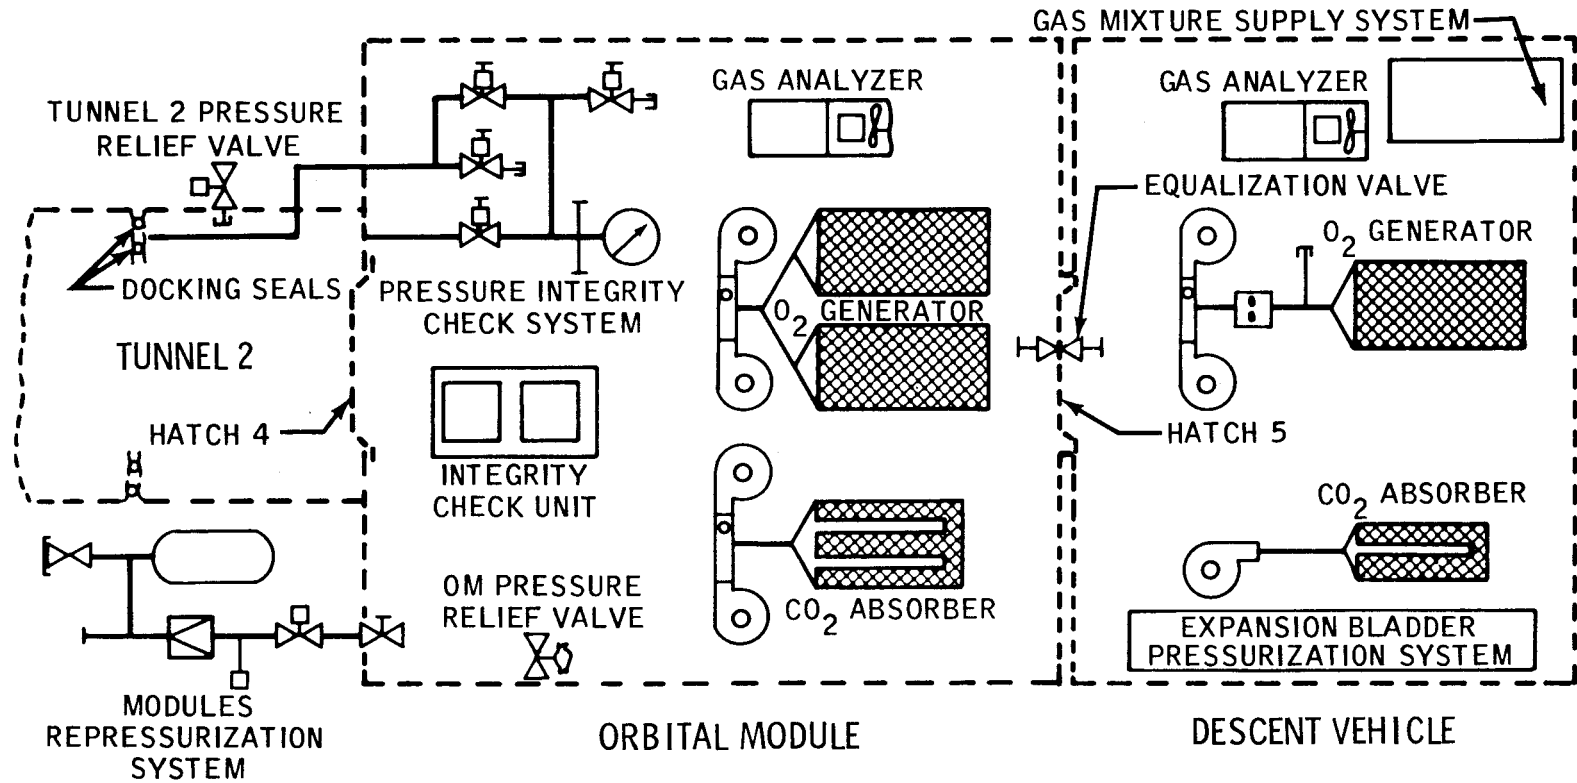 GAS MIXTURE SUPPLY SYSTEM
GAS ANALYZER
GAS ANALYZER
TUNNEL 2 PRESSURE
RELIEF VALVE
EQUALIZATION VALVE
O2 GENERATOR
DOCKING SEALS
PRESSURE INTEGRITY
CHECK SYSTEM
O2 GENERATOR
TUNNEL 2
HATCH 4
HATCH 5
INTEGRITY
CHECK UNIT
CO2 ABSORBER
OM PRESSURE
RELIEF VALVE
CO2 ABSORBER
EXPANSION BLADDER
PRESSURIZATION SYSTEM
MODULES
REPRESSURIZATION
SYSTEM
ORBITAL MODULE
DESCENT VEHICLE